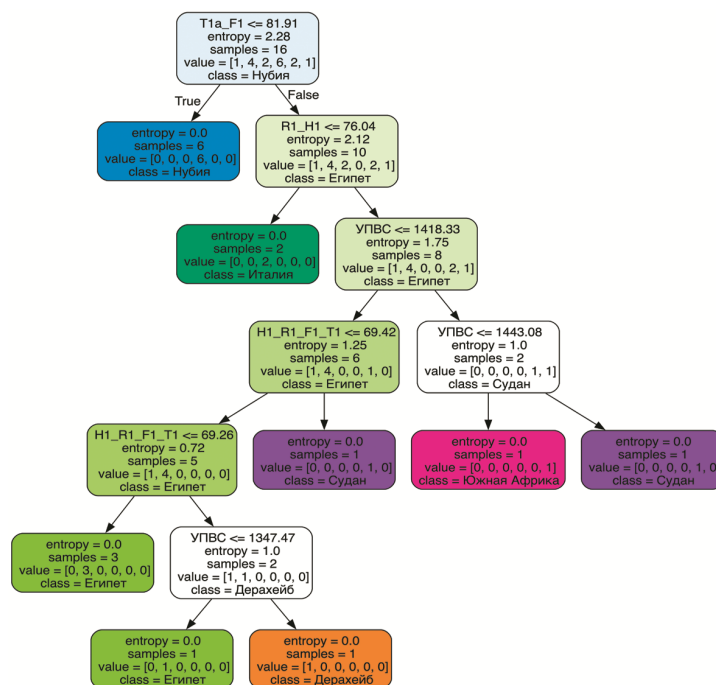 T1a_F1 <= 81.91
entropy = 2.28
samples = 16
value = [1, 4, 2, 6, 2, 1]
class = Нубия
True
False
entropy = 0.0
samples = 6
value = [0, 0, 0, 6, 0, 0]
class = Нубия
R1_H1 <= 76.04
entropy = 2.12
samples = 10
value = [1, 4, 2, 0, 2, 1]
class = Египет
entropy = 0.0
samples = 2
value = [0, 0, 2, 0, 0, 0]
class = Италия
УПВС <= 1418.33
entropy = 1.75
samples = 8
value = [1, 4, 0, 0, 2, 1]
class = Египет
H1_R1_F1_T1 <= 69.42
entropy = 1.25
samples = 6
value = [1, 4, 0, 0, 1, 0]
class = Египет
УПВС <= 1443.08
entropy = 1.0
samples = 2
value = [0, 0, 0, 0, 1, 1]
class = Судан
H1_R1_F1_T1 <= 69.26
entropy = 0.72
samples = 5
value = [1, 4, 0, 0, 0, 0]
class = Египет
entropy = 0.0
samples = 1
value = [0, 0, 0, 0, 1, 0]
class = Судан
entropy = 0.0
samples = 1
value = [0, 0, 0, 0, 0, 1]
class = Южная Африка
entropy = 0.0
samples = 1
value = [0, 0, 0, 0, 1, 0]
class = Судан
entropy = 0.0
samples = 3
value = [0, 3, 0, 0, 0, 0]
class = Египет
УПВС <= 1347.47
entropy = 1.0
samples = 2
value = [1, 1, 0, 0, 0, 0]
class = Дерахейб
entropy = 0.0
samples = 1
value = [0, 1, 0, 0, 0, 0]
class = Египет
entropy = 0.0
samples = 1
value = [1, 0, 0, 0, 0, 0]
class = Дерахейб